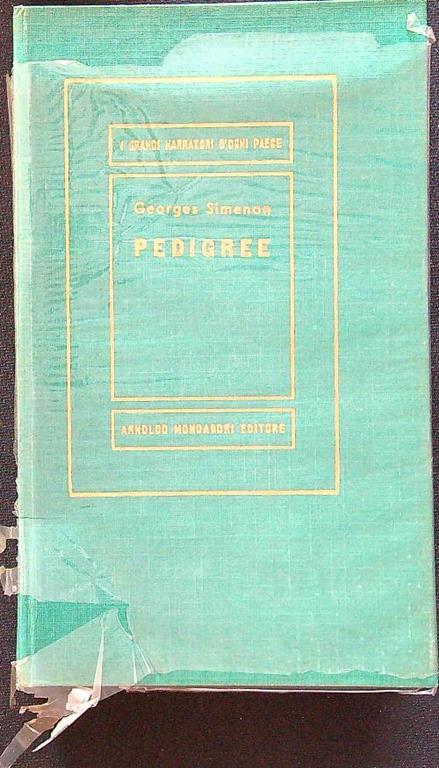 I GRANDI NARRATORI D'OGNI PAESE
Georges Simenon
PEDIGREE
ARNOLDO MONDADORI EDITORE